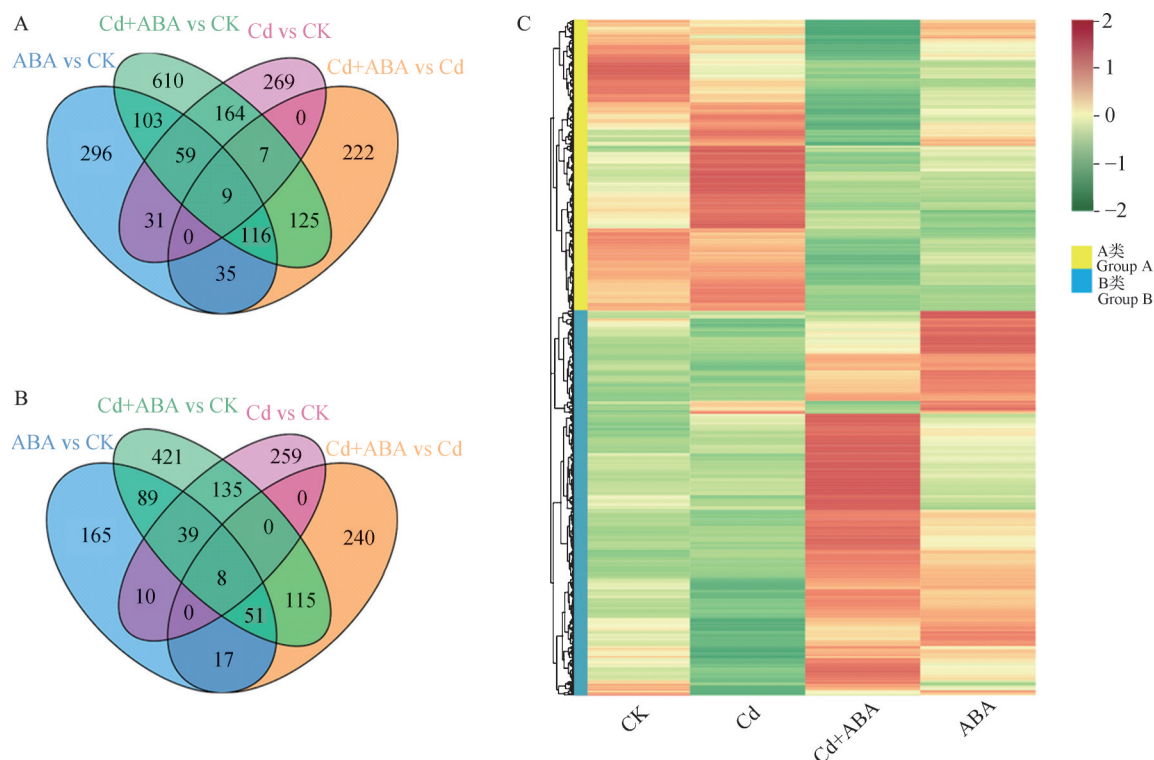 A
Cd+ABA vs CK
Cd vs CK
ABA vs CK
Cd+ABA vs Cd
610
269
103
164
0
296
59
7
222
9
31
0
116
125
35
B
Cd+ABA vs CK
Cd vs CK
ABA vs CK
Cd+ABA vs Cd
421
259
89
135
0
165
39
0
240
8
10
0
51
115
17
C
2
1
0
−1
−2
A类
Group A
B类
Group B
CK
Cd
Cd+ABA
ABA